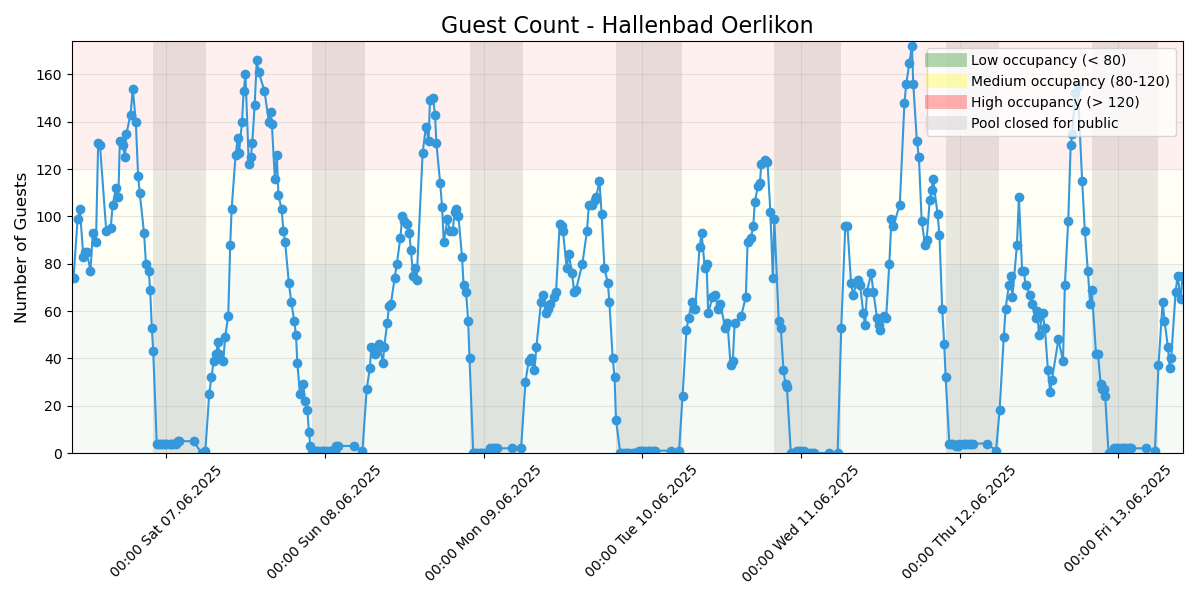 Guest Count - Hallenbad Oerlikon
Number of Guests
160
140
120
100
80
60
40
20
0
Low occupancy (< 80)
Medium occupancy (80-120)
High occupancy (> 120)
Pool closed for public
00:00 Sat 07.06.2025
00:00 Sun 08.06.2025
00:00 Mon 09.06.2025
00:00 Tue 10.06.2025
00:00 Wed 11.06.2025
00:00 Thu 12.06.2025
00:00 Fri 13.06.2025